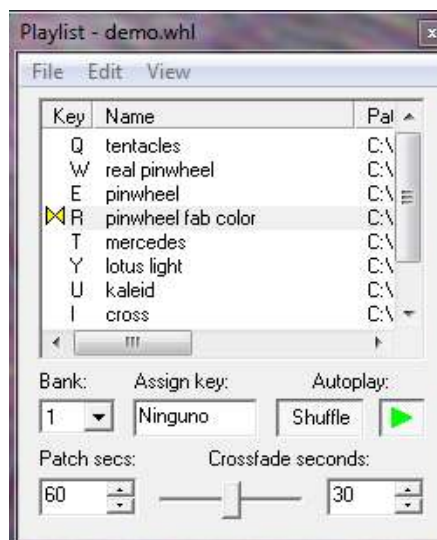 Playlist - demo.whl
File Edit View
Key Name Pat
Q tentacles C:\
W real pinwheel C:\
E pinwheel C:\
R pinwheel fab color C:\
T mercedes C:\
Y lotus light C:\
U kaleid C:\
I cross C:\
Bank: Assign key: Autoplay:
1 Ninguno Shuffle
Patch secs: Crossfade seconds:
60 30